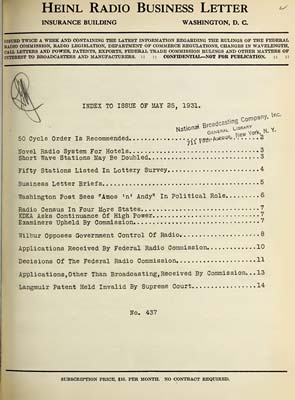 HEINL RADIO BUSINESS LETTER
INSURANCE BUILDING WASHINGTON, D. C.
ISSUED TWICE A WEEK AND CONTAINING THE LATEST INFORMATION REGARDING THE RULINGS OF THE FEDERAL
RADIO COMMISSION, RADIO LEGISLATION, DEPARTMENT OF COMMERCE REGULATIONS, CHANGES IN WAVELENGTH,
CALL LETTERS AND POWER, PATENTS, EXPORTS, FEDERAL TRADE COMMISSION RULINGS AND OTHER MATTERS OF
INTEREST TO BROADCASTERS AND MANUFACTURERS. :: :: CONFIDENTIAL—NOT FOR PUBLICATION. :: ::
INDEX TO ISSUE OF MAY 25, 1931.
National Broadcasting Company, Inc.
GENERAL LIBRARY
711 Fifth Avenue, New York, N. Y.
50 Cycle Order Is Recommended....................2
Novel Radio System For Hotels....................3
Short Wave Stations May Be Doubled...............3
Fifty Stations Listed In Lottery Survey..........4
Business Letter Briefs...........................5
Washington Post Sees "Amos 'n' Andy" In Political Role.......6
Radio Census In Four More States.................7
KDKA Asks Continuance Of High Power..............7
Examiners Upheld By Commission...................7
Wilbur Opposes Government Control Of Radio.......8
Applications Received By Federal Radio Commission.........10
Decisions Of The Federal Radio Commission........11
Applications, Other Than Broadcasting, Received By Commission...13
Langmuir Patent Held Invalid By Supreme Court....14
No. 437
SUBSCRIPTION PRICE, $10. PER MONTH. NO CONTRACT REQUIRED.